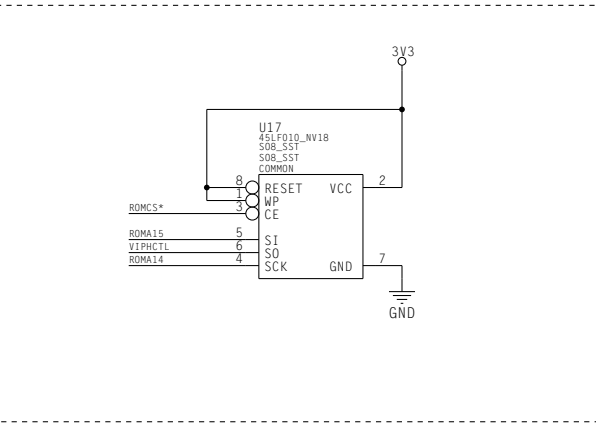 3V3
U17
45LF010_NV18
SO8_SST
SO8_SST
COMMON
8 RESET VCC 2
1 WP
ROMCS* 3 CE
ROMA15 5 SI
VIPHCTL 6 SO
ROMA14 4 SCK GND 7
GND